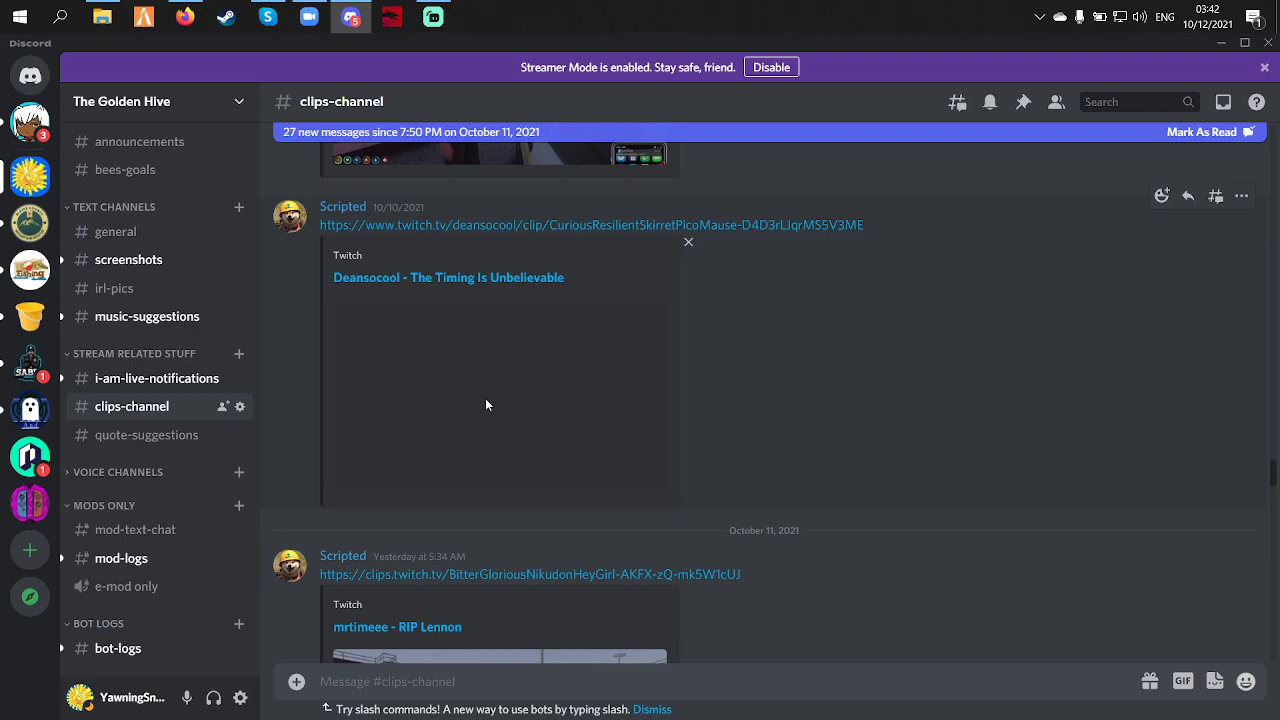 ENG
03:42
10/12/2021
1
Discord
Streamer Mode is enabled. Stay safe, friend.
Disable
The Golden Hive
clips-channel
Search
27 new messages since 7:50 PM on October 11, 2021
Mark As Read
announcements
bees-goals
TEXT CHANNELS
general
screenshots
irl-pics
music-suggestions
STREAM RELATED STUFF
i-am-live-notifications
clips-channel
quote-suggestions
VOICE CHANNELS
MODS ONLY
mod-text-chat
mod-logs
e-mod only
BOT LOGS
bot-logs
YawningSn...
5
3
1
1
Scripted 10/10/2021
https://www.twitch.tv/deansocool/clip/CuriousResilientSkirretPicoMause-D4D3rLJqrMS5V3ME
Twitch
Deansocool - The Timing Is Unbelievable
October 11, 2021
Scripted Yesterday at 5:34 AM
https://clips.twitch.tv/BitterGloriousNikudonHeyGirl-AKFX-zQ-mk5W1cUJ
Twitch
mrtimeee - RIP Lennon
Message #clips-channel
GIF
Try slash commands! A new way to use bots by typing slash. Dismiss